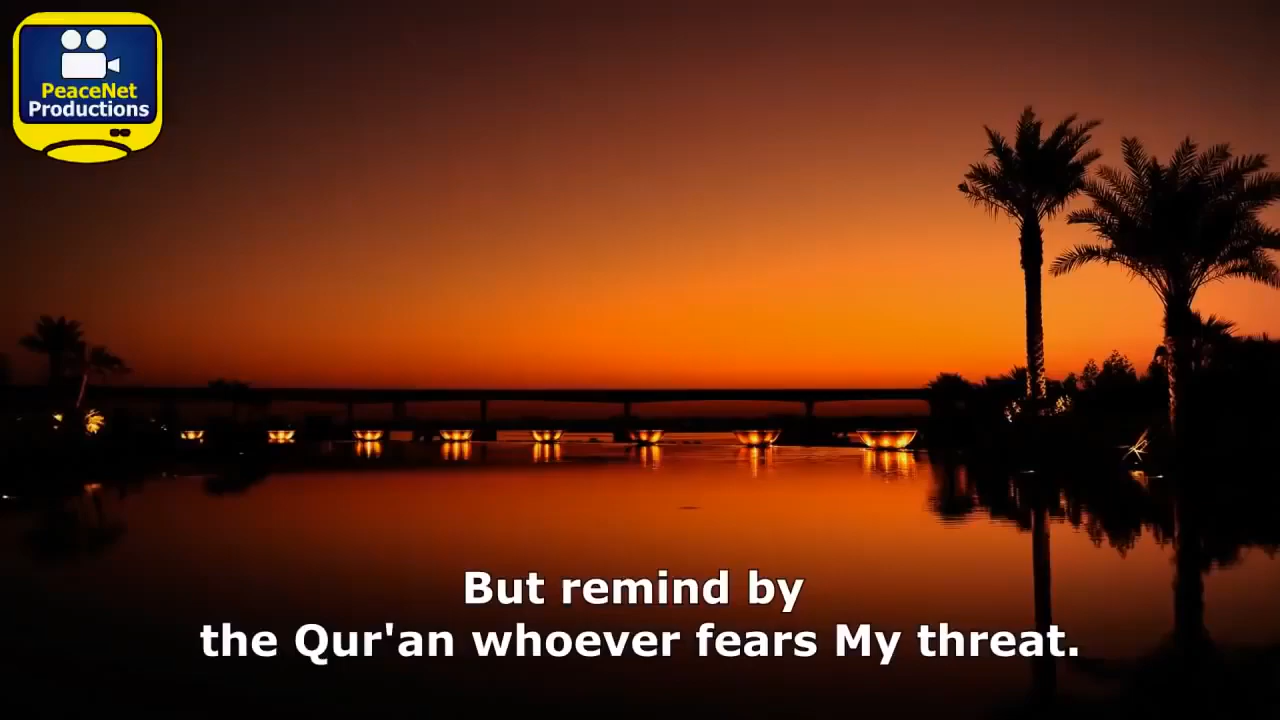 PeaceNet
Productions
But remind by
the Qur'an whoever fears My threat.